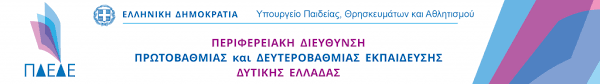 ΕΛΛΗΝΙΚΗ ΔΗΜΟΚΡΑΤΙΑ Υπουργείο Παιδείας, Θρησκευμάτων και Αθλητισμού
ΠΕΡΙΦΕΡΕΙΑΚΗ ΔΙΕΥΘΥΝΣΗ
ΠΡΩΤΟΒΑΘΜΙΑΣ και ΔΕΥΤΕΡΟΒΑΘΜΙΑΣ ΕΚΠΑΙΔΕΥΣΗΣ
ΔΥΤΙΚΗΣ ΕΛΛΑΔΑΣ
ΠΔΕΔΕ